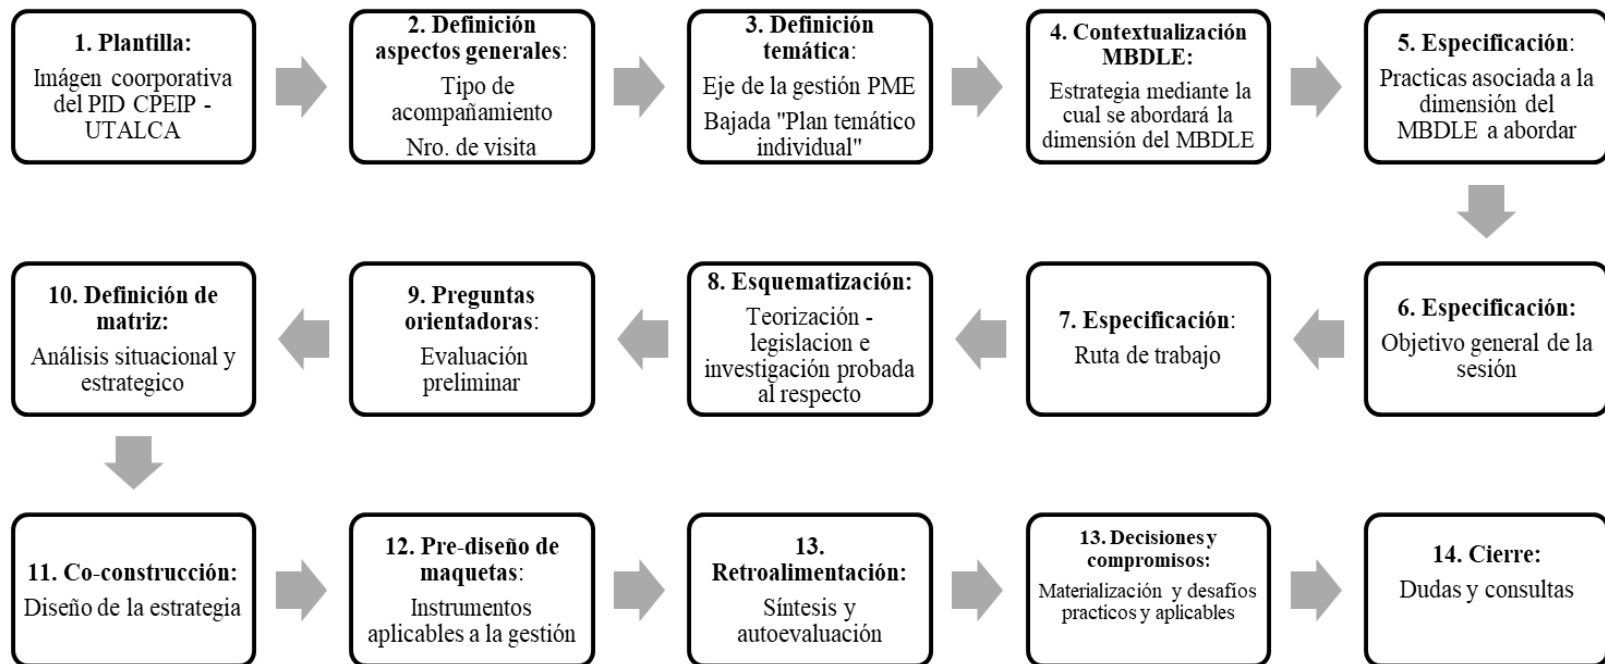 1. Plantilla:
Imágen coorporativa
del PID CPEIP -
UTALCA
2. Definición
aspectos generales:
Tipo de
acompañamiento
Nro. de visita
3. Definición
temática:
Eje de la gestión PME
Bajada "Plan temático
individual"
4. Contextualización
MBDLE:
Estrategia mediante la
cual se abordará la
dimensión del MBDLE
5. Especificación:
Practicas asociada a la
dimensión del
MBDLE a abordar
6. Especificación:
Objetivo general de la
sesión
7. Especificación:
Ruta de trabajo
8. Esquematización:
Teorización -
legislacion e
investigación probada
al respecto
9. Preguntas
orientadoras:
Evaluación
preliminar
10. Definición de
matriz:
Análisis situacional y
estrategico
11. Co-construcción:
Diseño de la estrategia
12. Pre-diseño de
maquetas:
Instrumentos
aplicables a la gestión
13.
Retroalimentación:
Síntesis y
autoevaluación
13. Decisiones y
compromisos:
Materialización y desafíos
practicos y aplicables
14. Cierre:
Dudas y consultas